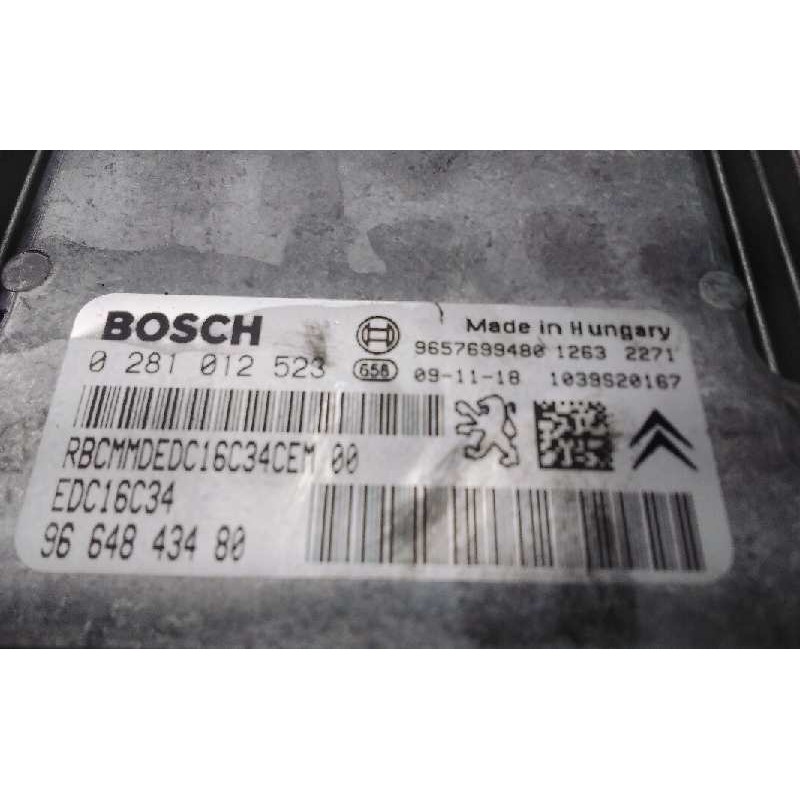 BOSCH
Made in Hungary
0 281 012 523
9657699480 1263 2271
656 09-11-18 1039S20167
RBCMMDEDC16C34CEM 00
EDC16C34
96 648 434 80